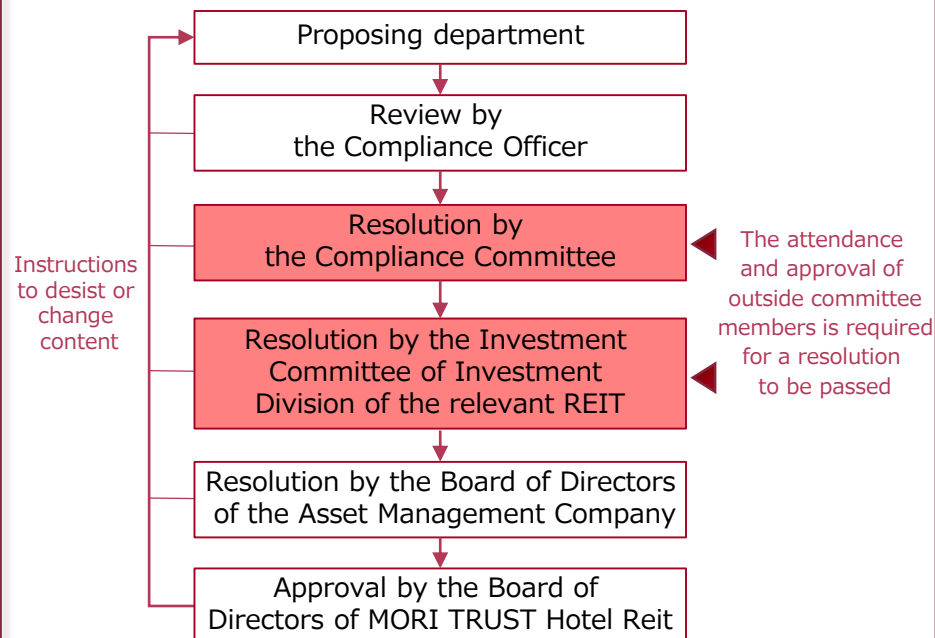 Proposing department
Review by
the Compliance Officer
Resolution by
the Compliance Committee
Resolution by the Investment
Committee of Investment
Division of the relevant REIT
Resolution by the Board of Directors
of the Asset Management Company
Approval by the Board of
Directors of MORI TRUST Hotel Reit
Instructions
to desist or
change
content
The attendance
and approval of
outside committee
members is required
for a resolution
to be passed